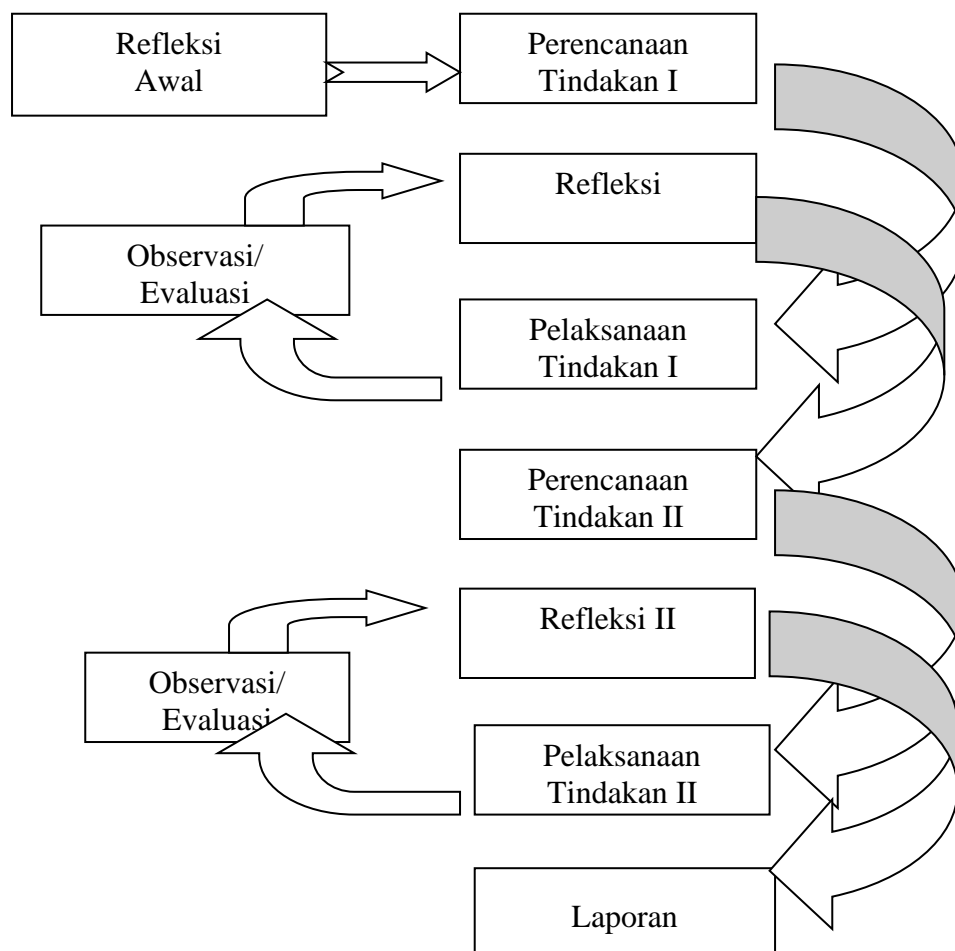 Refleksi
Awal
Perencanaan
Tindakan I
Refleksi
Observasi/
Evaluasi
Pelaksanaan
Tindakan I
Perencanaan
Tindakan II
Refleksi II
Observasi/
Evaluasi
Pelaksanaan
Tindakan II
Laporan